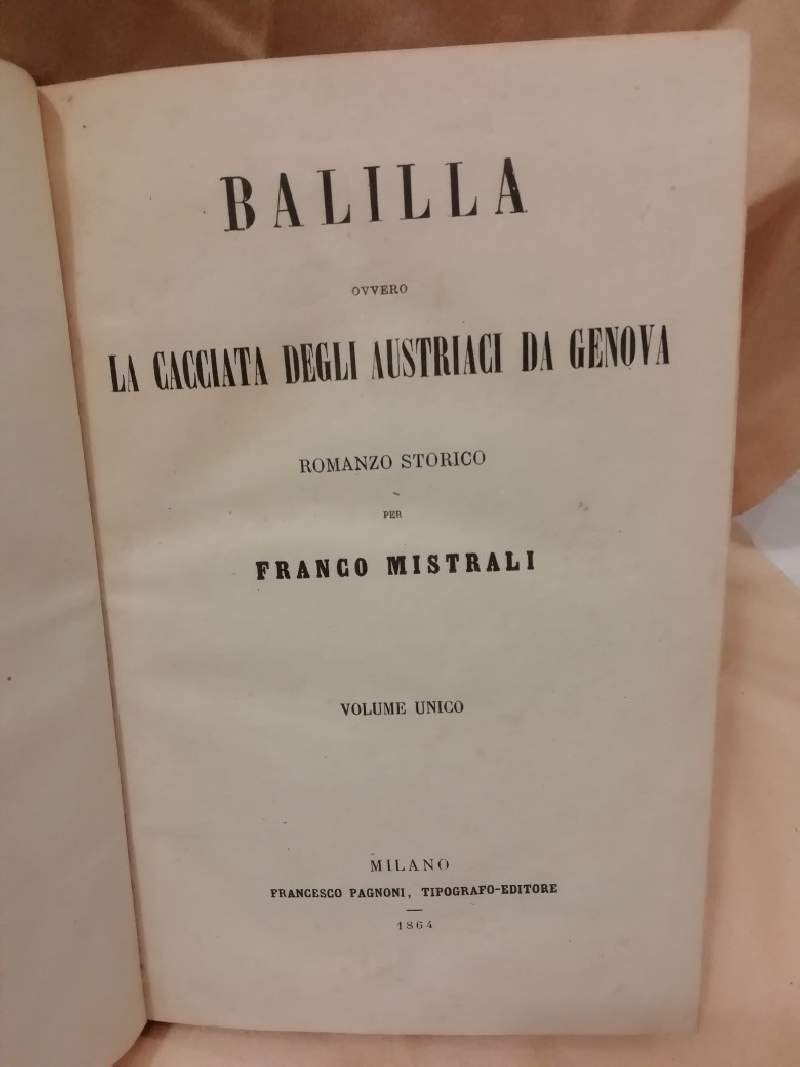 BALILLA
OVVERO
LA CACCIATA DEGLI AUSTRIACI DA GENOVA
ROMANZO STORICO
PER
FRANCO MISTRALI
VOLUME UNICO
MILANO
FRANCESCO PAGNONI, TIPOGRAFO-EDITORE
1864